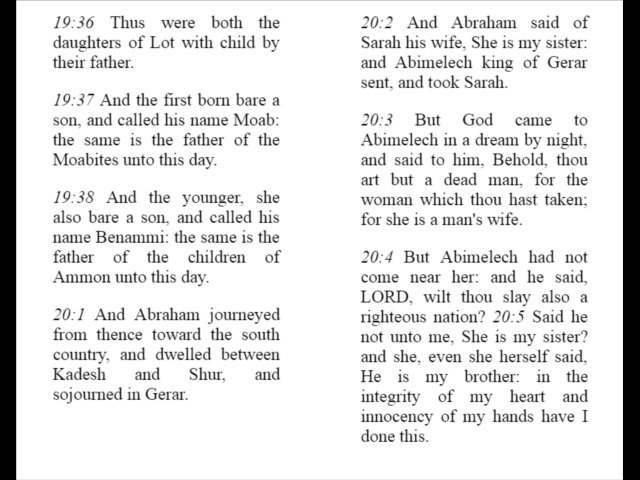 19:36 Thus were both the
daughters of Lot with child by
their father.
19:37 And the first born bare a
son, and called his name Moab:
the same is the father of the
Moabites unto this day.
19:38 And the younger, she
also bare a son, and called his
name Benammi: the same is the
father of the children of
Ammon unto this day.
20:1 And Abraham journeyed
from thence toward the south
country, and dwelled between
Kadesh and Shur, and
sojourned in Gerar.
20:2 And Abraham said of
Sarah his wife, She is my sister:
and Abimelech king of Gerar
sent, and took Sarah.
20:3 But God came to
Abimelech in a dream by night,
and said to him, Behold, thou
art but a dead man, for the
woman which thou hast taken;
for she is a man's wife.
20:4 But Abimelech had not
come near her: and he said,
LORD, wilt thou slay also a
righteous nation? 20:5 Said he
not unto me, She is my sister?
and she, even she herself said,
He is my brother: in the
integrity of my heart and
innocency of my hands have I
done this.